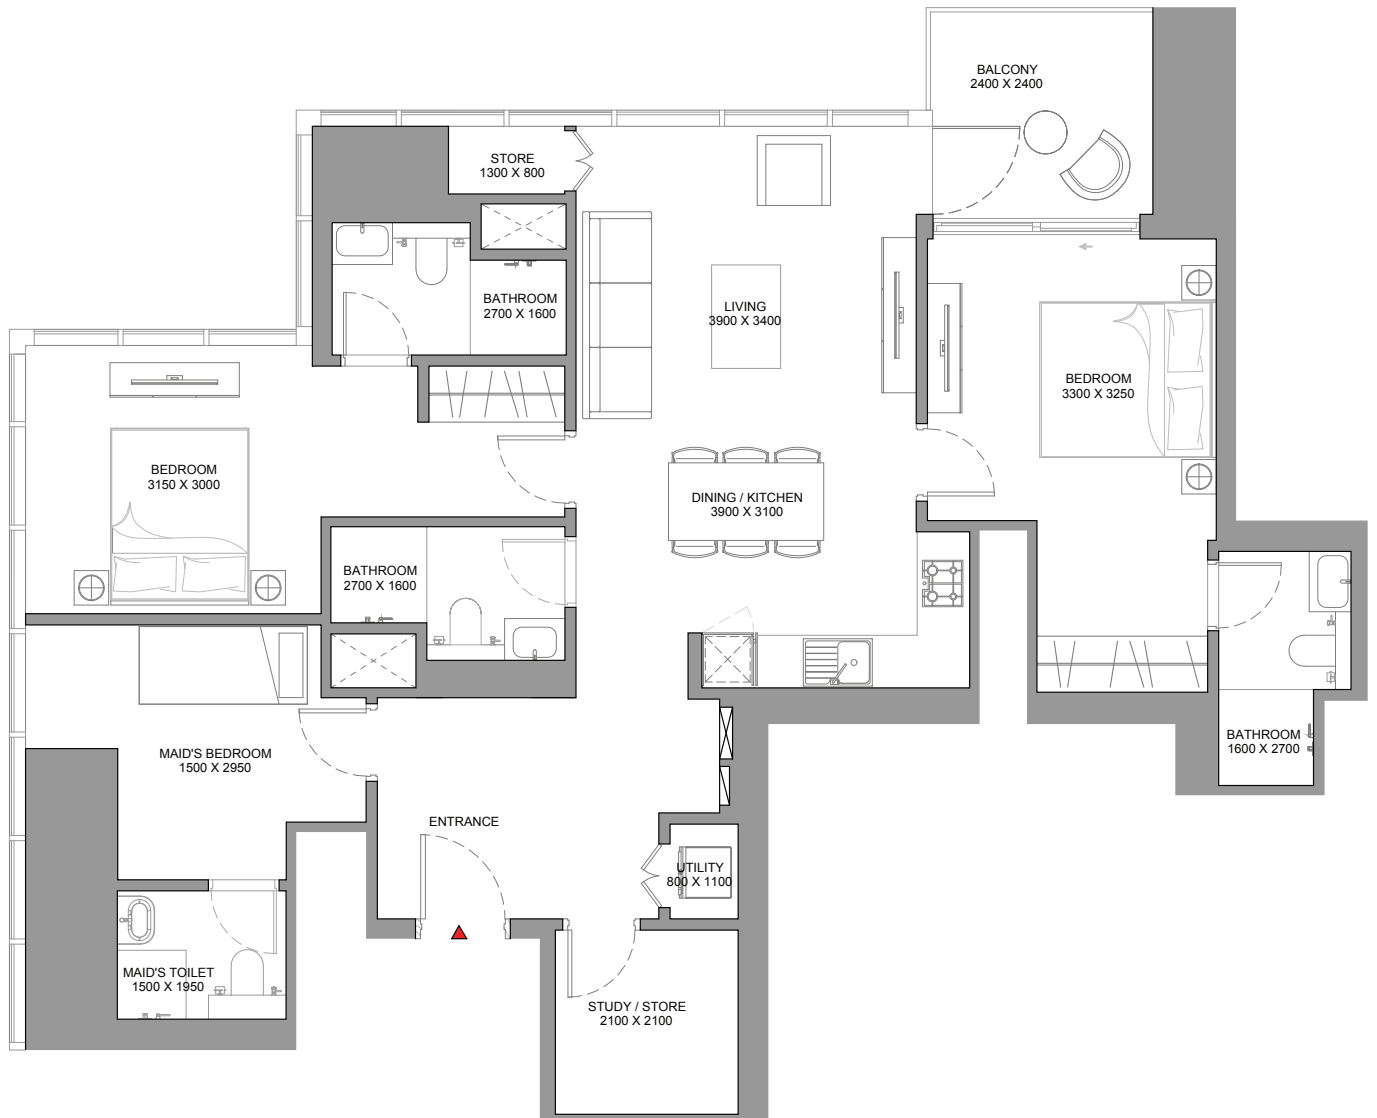 BALCONY
2400 X 2400
STORE
1300 X 800
BATHROOM
2700 X 1600
LIVING
3900 X 3400
BEDROOM
3300 X 3250
BEDROOM
3150 X 3000
DINING / KITCHEN
3900 X 3100
BATHROOM
2700 X 1600
MAID'S BEDROOM
1500 X 2950
BATHROOM
1600 X 2700
ENTRANCE
UTILITY
800 X 1100
MAID'S TOILET
1500 X 1950
STUDY / STORE
2100 X 2100